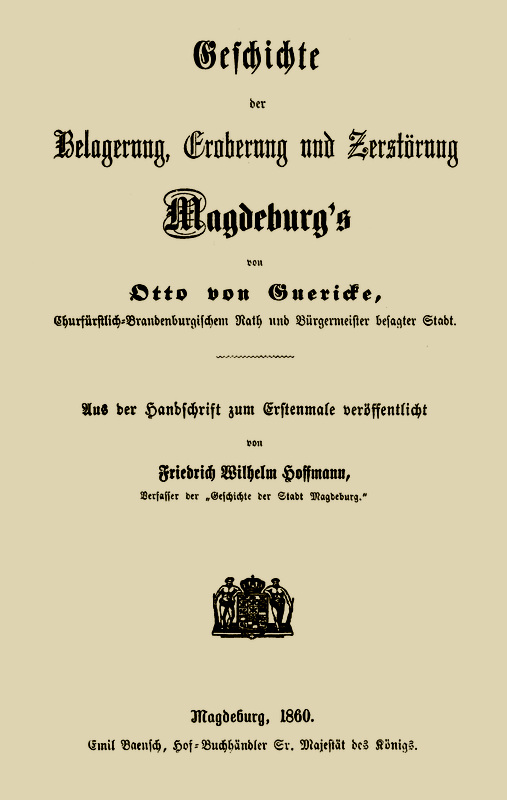 Geschichte
der
Belagerung, Eroberung und Zerstörung
Magdeburg's
von
Otto von Guericke,
Churfürstlich-Brandenburgischem Rath und Bürgermeister besagter Stadt.
Aus der Handschrift zum Erstenmale veröffentlicht
von
Friedrich Wilhelm Hoffmann,
Verfasser der „Geschichte der Stadt Magdeburg.“
Magdeburg, 1860.
Emil Baensch, Hof-Buchhändler Sr. Majestät des Königs.